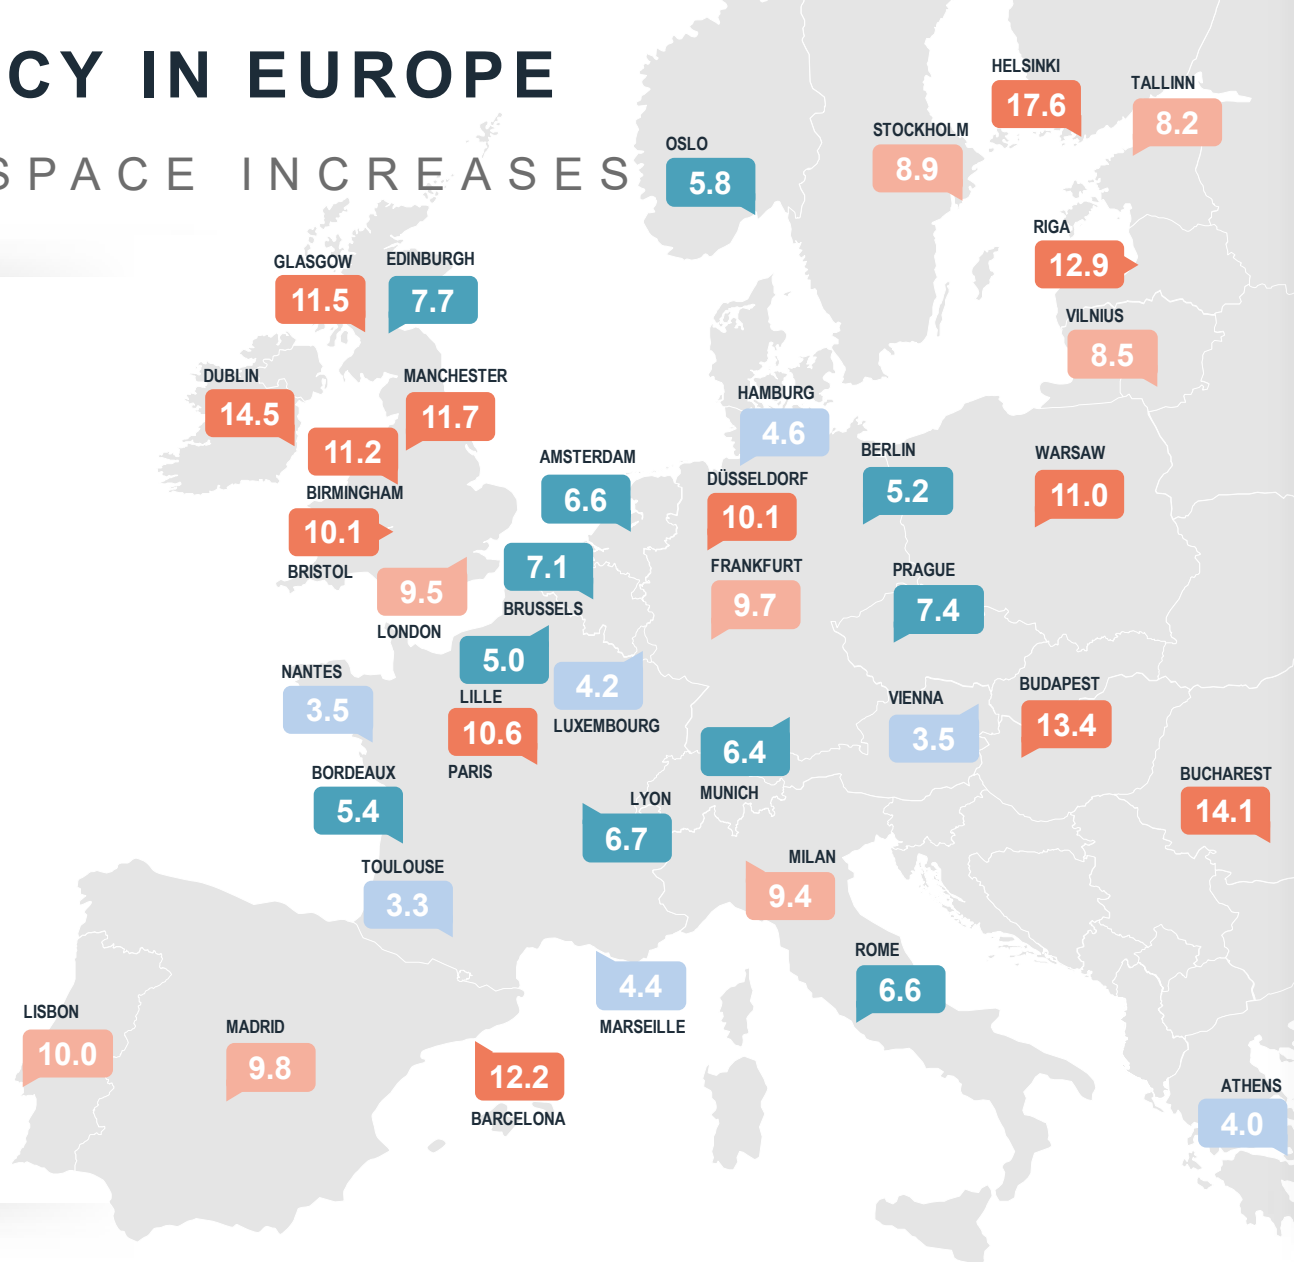 CY IN EUROPE
SPACE INCREASES
HELSINKI
17.6
TALLINN
8.2
STOCKHOLM
8.9
OSLO
5.8
RIGA
12.9
GLASGOW
11.5
EDINBURGH
7.7
VILNIUS
8.5
DUBLIN
14.5
MANCHESTER
11.7
HAMBURG
4.6
11.2
BIRMINGHAM
AMSTERDAM
6.6
BERLIN
5.2
WARSAW
11.0
DÜSSELDORF
10.1
10.1
BRISTOL
7.1
BRUSSELS
FRANKFURT
9.7
PRAGUE
7.4
9.5
LONDON
5.0
LILLE
4.2
LUXEMBOURG
NANTES
3.5
10.6
PARIS
VIENNA
3.5
BUDAPEST
13.4
6.4
MUNICH
BORDEAUX
5.4
LYON
6.7
BUCHAREST
14.1
TOULOUSE
3.3
MILAN
9.4
ROME
6.6
4.4
MARSEILLE
LISBON
10.0
MADRID
9.8
12.2
BARCELONA
ATHENS
4.0